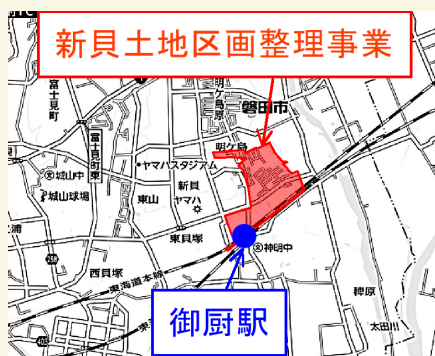 新貝土地区画整理事業
富士見町
明ケ島原
磐田市
富士見町東
明ケ島
ヤマハスタジアム
城山中
城山球場
新貝
ヤマハ
東山
東貝塚
神明中
西貝塚
東海道本線
御厨駅
稗原
太田川